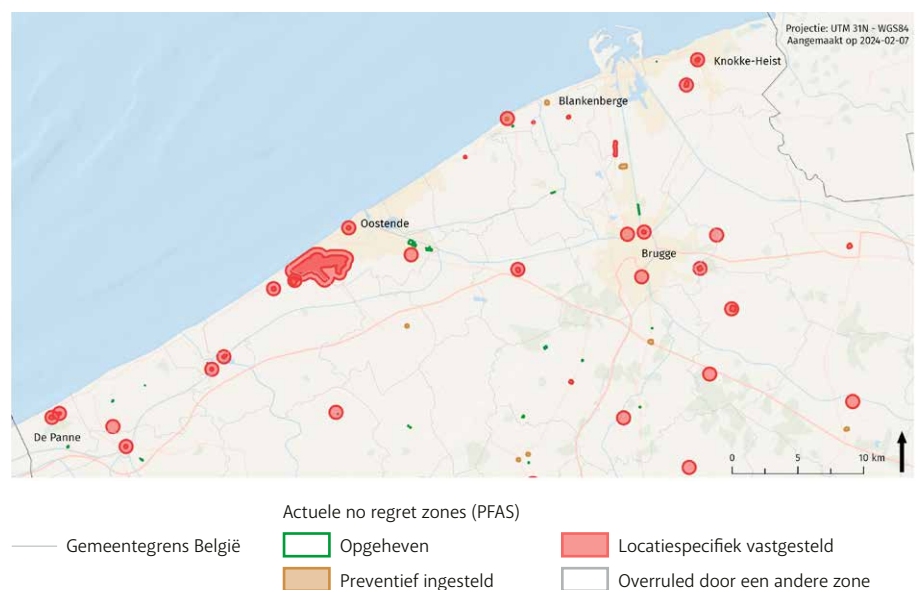 Projectie: UTM 31N - WGS84
Aangemaakt op 2024-02-07
Knokke-Heist
Blankenberge
Oostende
Brugge
De Panne
0 5 10 km
Actuele no regret zones (PFAS)
Gemeentegrens België
Opgeheven
Locatiespecifiek vastgesteld
Preventief ingesteld
Overruled door een andere zone